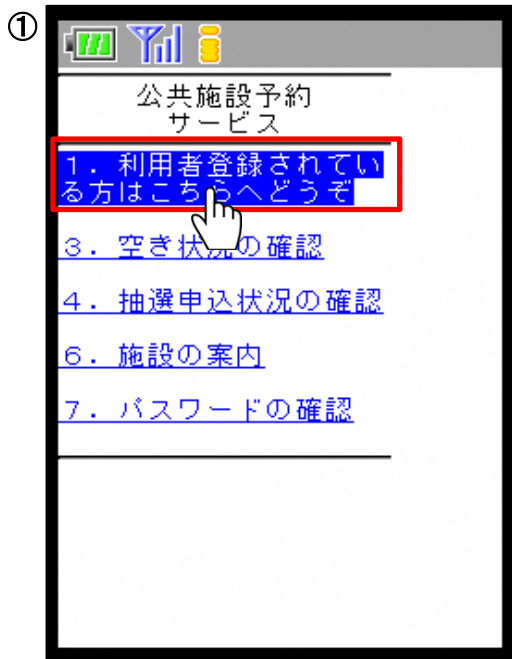 ①
公共施設予約
サービス
1．利用者登録されてい
る方はこちらへどうぞ
3．空き状況の確認
4．抽選申込状況の確認
6．施設の案内
7．パスワードの確認